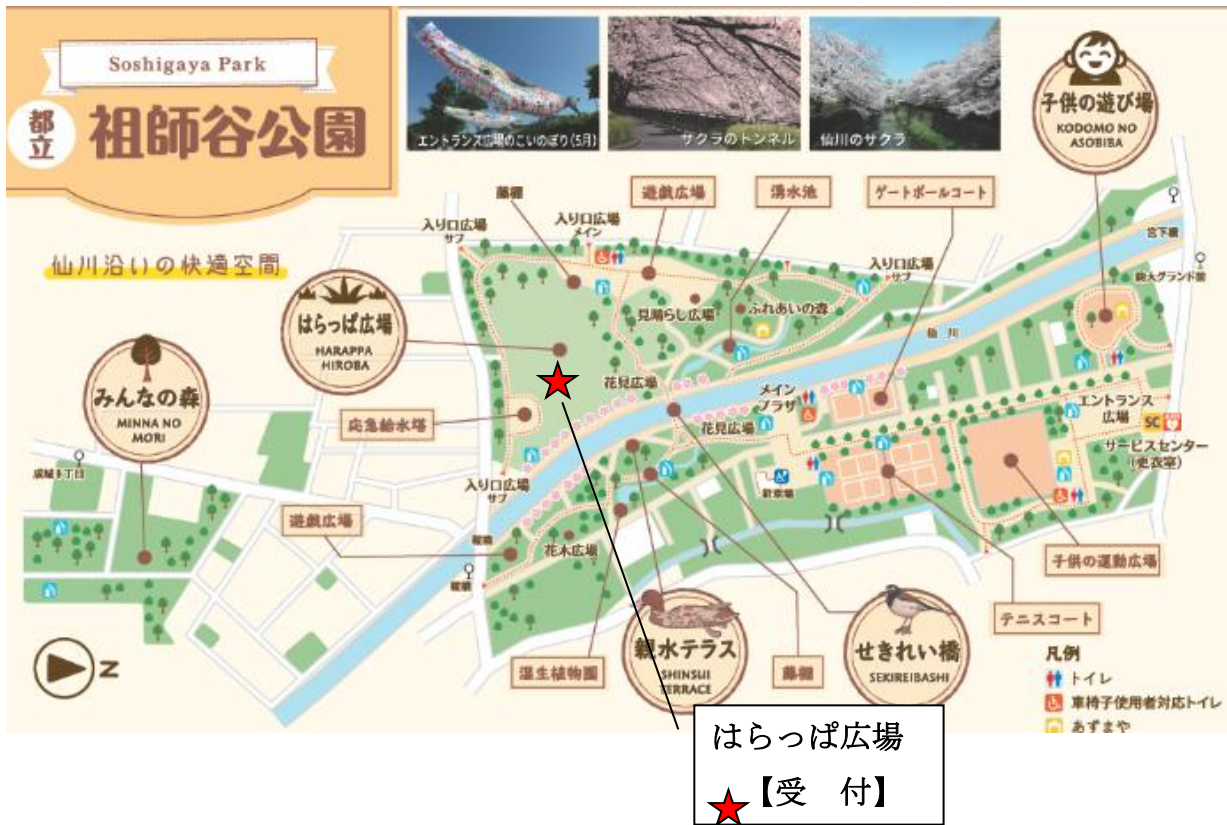 Soshigaya Park
都立
祖師谷公園
仙川沿いの快適空間
エントランス広場のこいのぼり(5月)
サクラのトンネル
仙川のサクラ
子供の遊び場
KODOMO NO
ASOBIBA
藤棚
遊戯広場
湧水池
ゲートボールコート
入り口広場
サブ
入り口広場
メイン
入り口広場
サブ
宮下橋
はらっぱ広場
HARAPPA
HIROBA
見晴らし広場
ふれあいの森
仙川
みんなの森
MINNA NO
MORI
花見広場
メイン
プラザ
花見広場
エントランス
広場
SC
サービスセンター
(更衣室)
応急給水塔
成城9丁目
入り口広場
サブ
駐車場
遊戯広場
花木広場
子供の運動広場
テニスコート
湿生植物園
親水テラス
SHINSUI
TERRACE
藤棚
せきれい橋
SEKIREIBASHI
N
凡例
トイレ
車椅子使用者対応トイレ
あずまや
はらっぱ広場
【受 付】